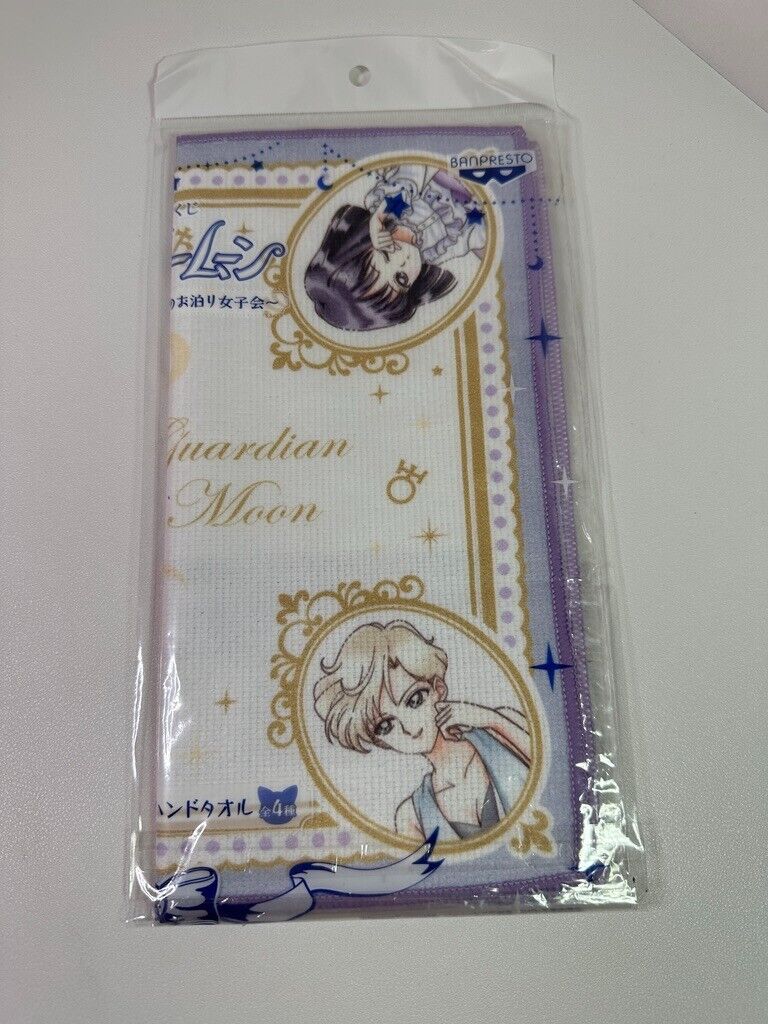 BANPRESTO
くじ
ームーン
のお泊り女子会～
Guardian
Moon
ハンドタオル 全4種